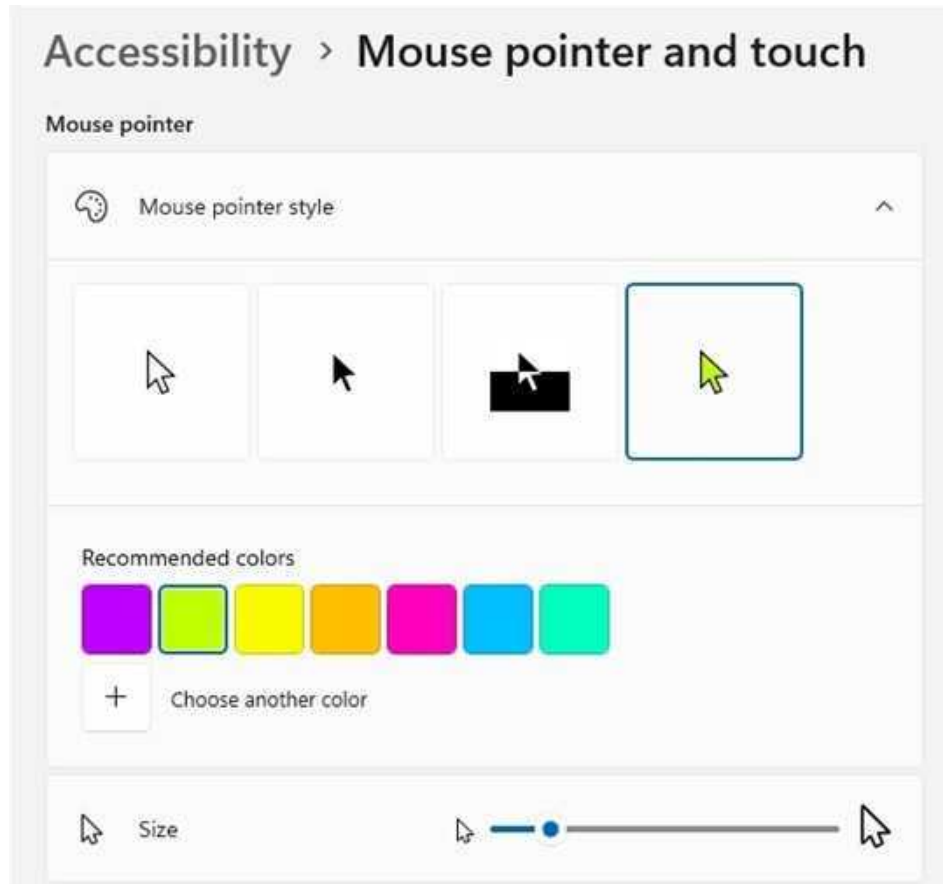 Accessibility > Mouse pointer and touch
Mouse pointer
Mouse pointer style
Recommended colors
+ Choose another color
Size